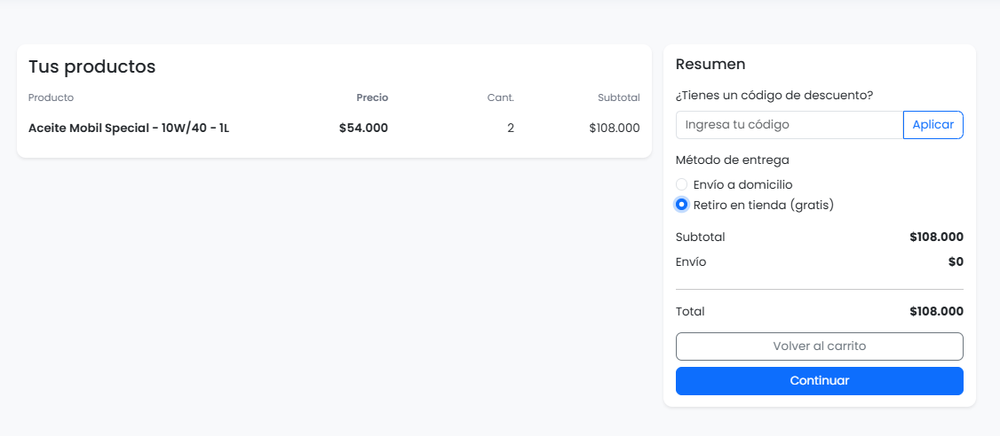 Tus productos
Producto Precio Cant. Subtotal
Aceite Mobil Special - 10W/40 - 1L $54.000 2 $108.000
Resumen
¿Tienes un código de descuento?
Ingresa tu código Aplicar
Método de entrega
Envío a domicilio
Retiro en tienda (gratis)
Subtotal $108.000
Envío $0
Total $108.000
Volver al carrito
Continuar